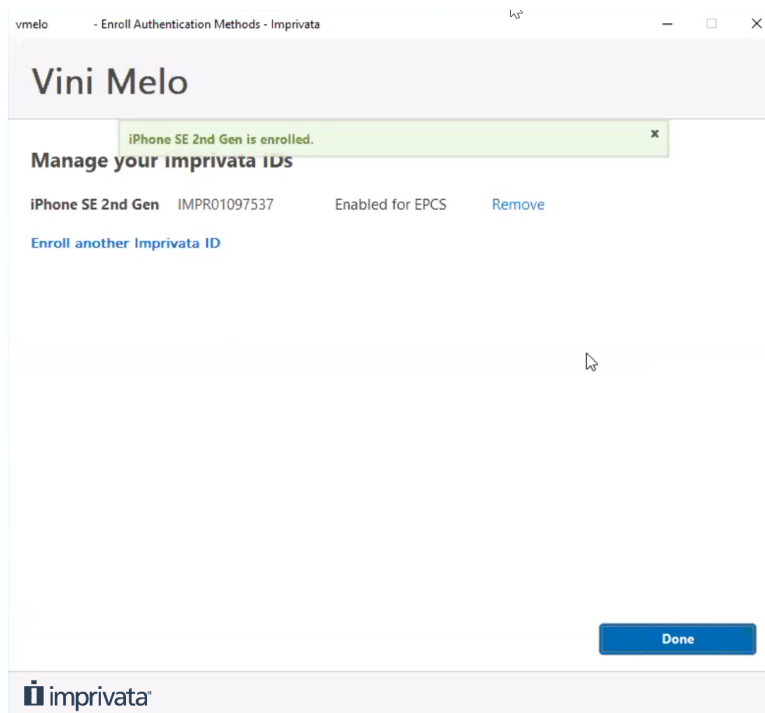 vmelo - Enroll Authentication Methods - Imprivata
Vini Melo
iPhone SE 2nd Gen is enrolled. x
Manage your Imprivata IDs
iPhone SE 2nd Gen IMPR01097537 Enabled for EPCS Remove
Enroll another Imprivata ID
Done
imprivata®